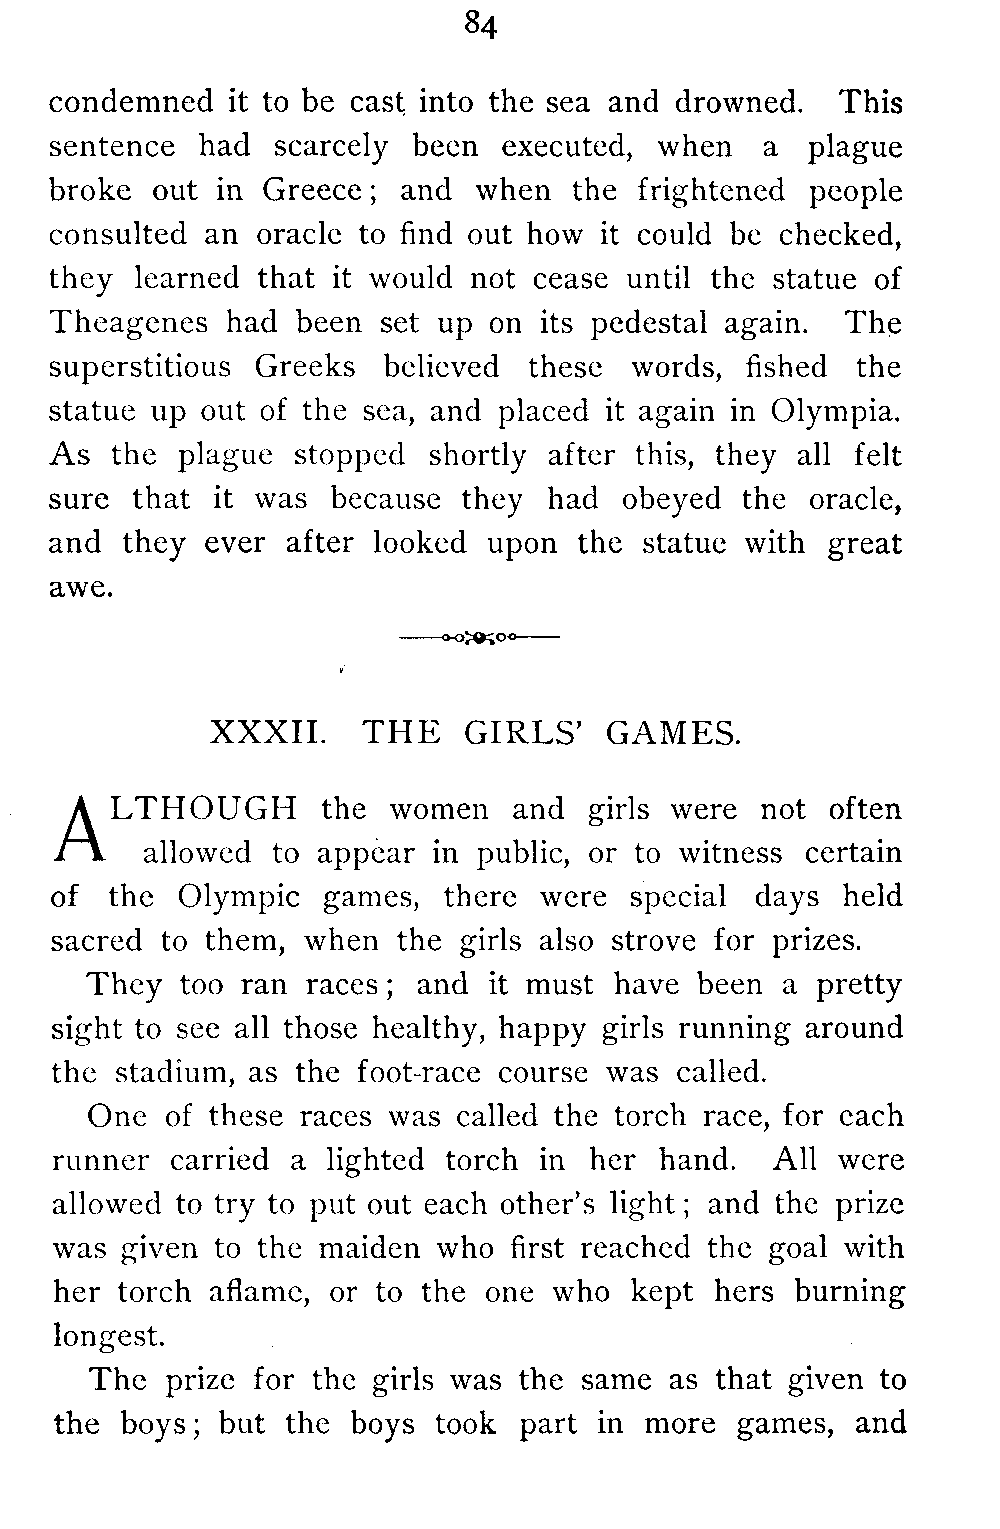 84
condemned it to be cast into the sea and drowned. This
sentence had scarcely been executed, when a plague
broke out in Greece; and when the frightened people
consulted an oracle to find out how it could be checked,
they learned that it would not cease until the statue of
Theagenes had been set up on its pedestal again. The
superstitious Greeks believed these words, fished the
statue up out of the sea, and placed it again in Olympia.
As the plague stopped shortly after this, they all felt
sure that it was because they had obeyed the oracle,
and they ever after looked upon the statue with great
awe.
XXXII. THE GIRLS' GAMES.
ALTHOUGH the women and girls were not often
allowed to appear in public, or to witness certain
of the Olympic games, there were special days held
sacred to them, when the girls also strove for prizes.
They too ran races; and it must have been a pretty
sight to see all those healthy, happy girls running around
the stadium, as the foot-race course was called.
One of these races was called the torch race, for each
runner carried a lighted torch in her hand. All were
allowed to try to put out each other's light; and the prize
was given to the maiden who first reached the goal with
her torch aflame, or to the one who kept hers burning
longest.
The prize for the girls was the same as that given to
the boys; but the boys took part in more games, and